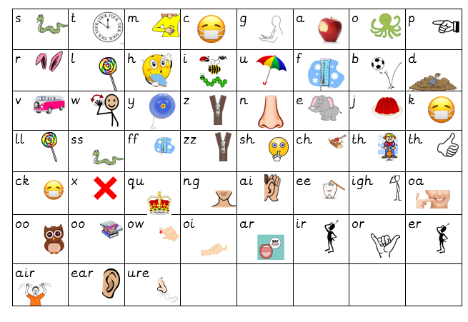 s t m c g a o p
r l h i u f b d
v w y z n e j k
ll ss ff zz sh ch th th
ck x qu ng ai ee igh oa
oo oo ow oi ar ir or er
air ear ure